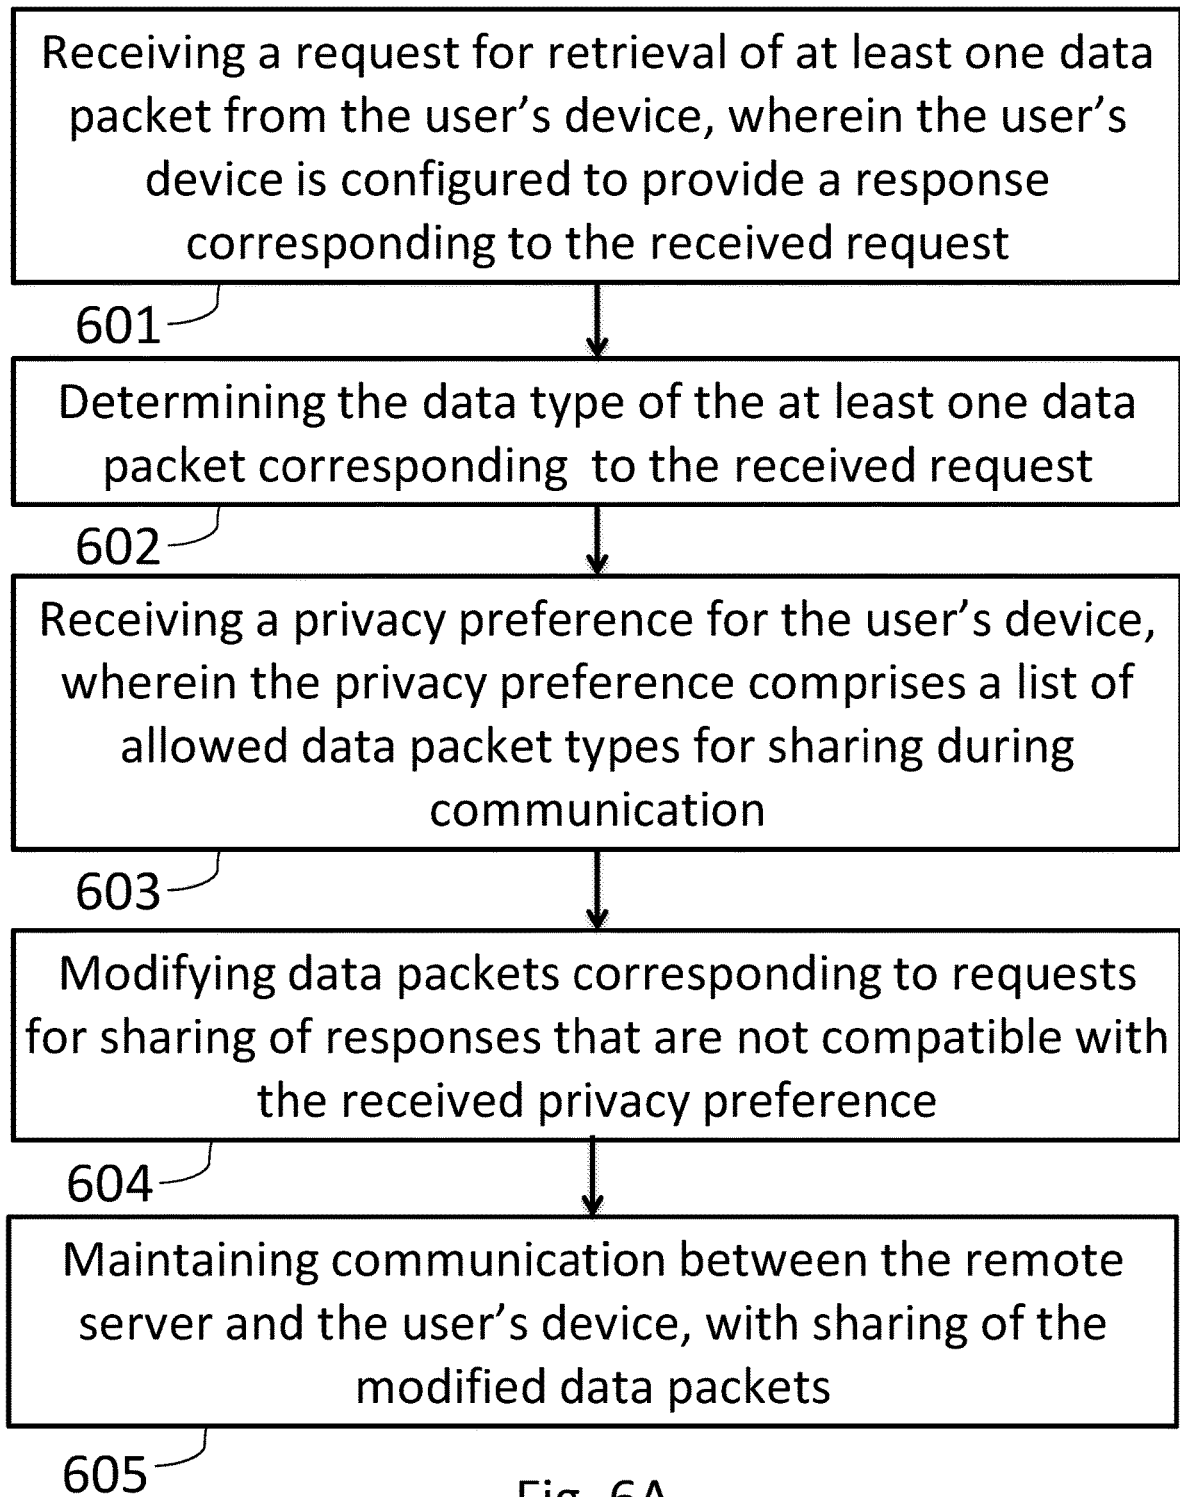 Receiving a request for retrieval of at least one data
packet from the user’s device, wherein the user’s
device is configured to provide a response
corresponding to the received request
601
Determining the data type of the at least one data
packet corresponding  to the received request
602
Receiving a privacy preference for the user’s device,
wherein the privacy preference comprises a list of
allowed data packet types for sharing during
communication
603
Modifying data packets corresponding to requests
for sharing of responses that are not compatible with
the received privacy preference
604
Maintaining communication between the remote
server and the user’s device, with sharing of the
modified data packets
605
Fig. 6A